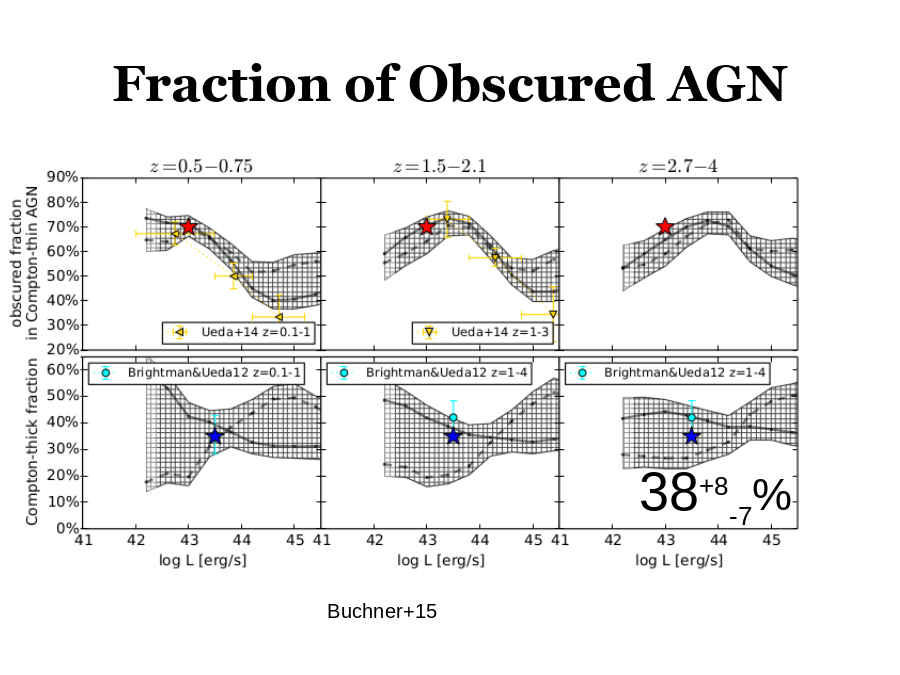 Fraction of Obscured AGN
z=0.5−0.75
z=1.5−2.1
z=2.7−4
obscured fraction
in Compton-thin AGN
90%
80%
70%
60%
50%
40%
30%
20%
Ueda+14 z=0.1-1
Ueda+14 z=1-3
Compton-thick fraction
60%
50%
40%
30%
20%
10%
0%
Brightman&Ueda12 z=0.1-1
Brightman&Ueda12 z=1-4
Brightman&Ueda12 z=1-4
38+8-7%
41 42 43 44 45 41 42 43 44 45 41 42 43 44 45
log L [erg/s]
log L [erg/s]
log L [erg/s]
Buchner+15